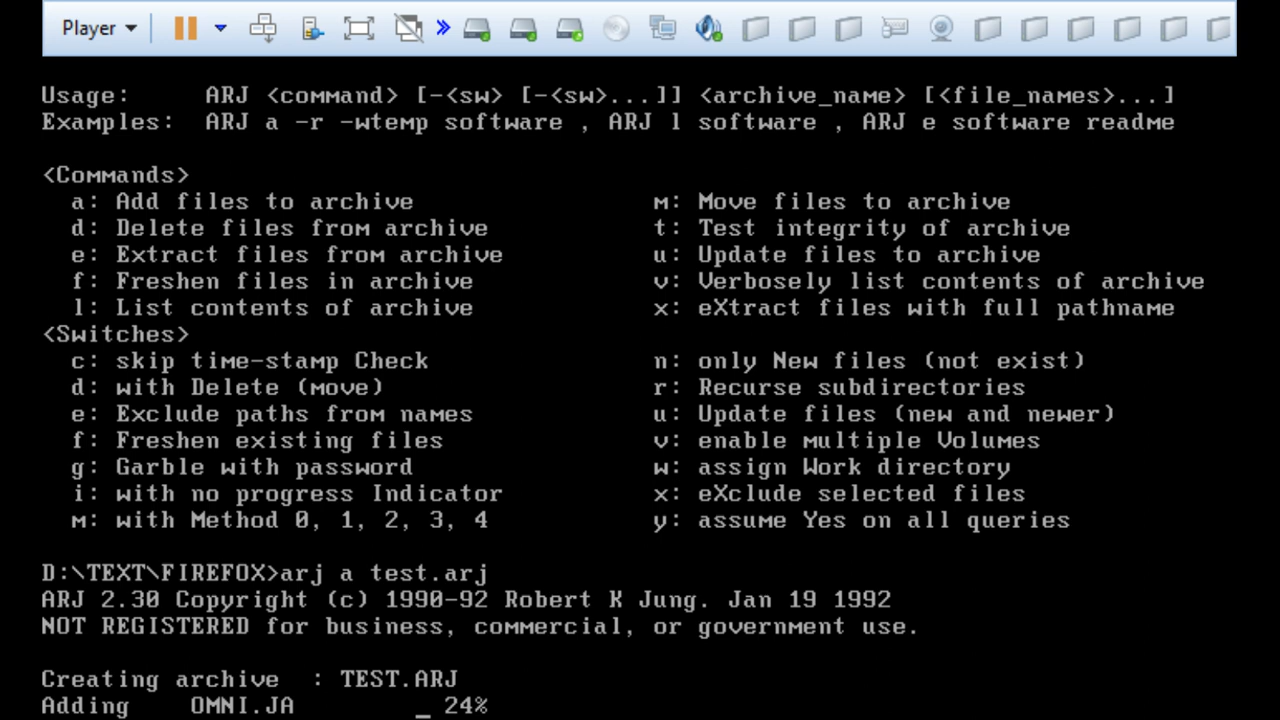 Player
Usage: ARJ <command> [-<sw> [-<sw>...]] <archive_name> [<file_names>...]
Examples: ARJ a -r -wtemp software , ARJ l software , ARJ e software readme
<Commands>
a: Add files to archive m: Move files to archive
d: Delete files from archive t: Test integrity of archive
e: Extract files from archive u: Update files to archive
f: Freshen files in archive v: Verbosely list contents of archive
l: List contents of archive x: eXtract files with full pathname
<Switches>
c: skip time-stamp Check n: only New files (not exist)
d: with Delete (move) r: Recurse subdirectories
e: Exclude paths from names u: Update files (new and newer)
f: Freshen existing files v: enable multiple Volumes
g: Garble with password w: assign Work directory
i: with no progress Indicator x: eXclude selected files
m: with Method 0, 1, 2, 3, 4 y: assume Yes on all queries
D:\TEXT\FIREFOX>arj a test.arj
ARJ 2.30 Copyright (c) 1990-92 Robert K Jung. Jan 19 1992
NOT REGISTERED for business, commercial, or government use.
Creating archive : TEST.ARJ
Adding OMNI.JA _ 24%